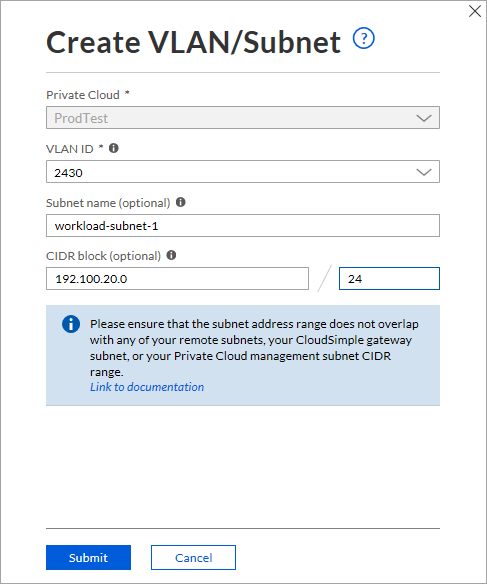 Create VLAN/Subnet ?
Private Cloud *
ProdTest
VLAN ID * i
2430
Subnet name (optional) i
workload-subnet-1
CIDR block (optional) i
192.100.20.0 / 24
i Please ensure that the subnet address range does not overlap
with any of your remote subnets, your CloudSimple gateway
subnet, or your Private Cloud management subnet CIDR
range.
Link to documentation
Submit Cancel